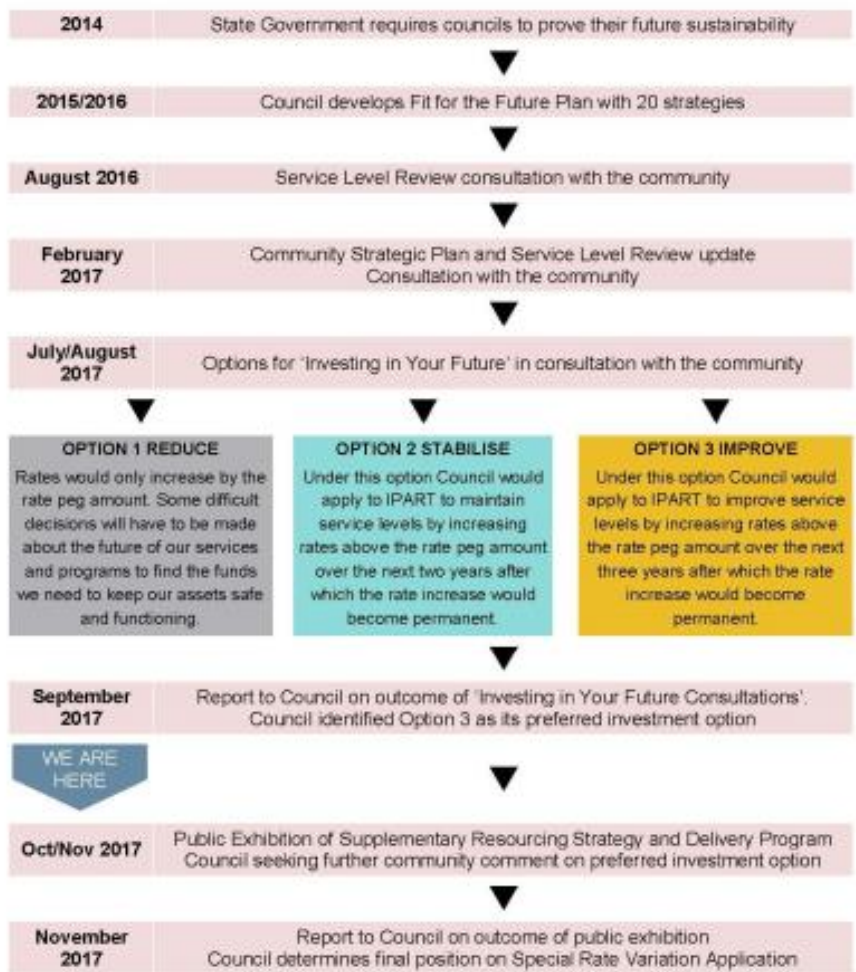 2014
State Government requires councils to prove their future sustainability
2015/2016
Council develops Fit for the Future Plan with 20 strategies
August 2016
Service Level Review consultation with the community
February
2017
Community Strategic Plan and Service Level Review update
Consultation with the community
July/August
2017
Options for 'Investing in Your Future' in consultation with the community
OPTION 1 REDUCE
Rates would only increase by the
rate peg amount. Some difficult
decisions will have to be made
about the future of our services
and programs to find the funds
we need to keep our assets safe
and functioning.
OPTION 2 STABILISE
Under this option Council would
apply to IPART to maintain
service levels by increasing
rates above the rate peg amount
over the next two years after
which the rate increase would
become permanent.
OPTION 3 IMPROVE
Under this option Council would
apply to IPART to improve service
levels by increasing rates above
the rate peg amount over the next
three years after which the rate
increase would become
permanent.
September
2017
Report to Council on outcome of 'Investing in Your Future Consultations'.
Council identified Option 3 as its preferred investment option
WE ARE
HERE
Oct/Nov 2017
Public Exhibition of Supplementary Resourcing Strategy and Delivery Program
Council seeking further community comment on preferred investment option
November
2017
Report to Council on outcome of public exhibition
Council determines final position on Special Rate Variation Application